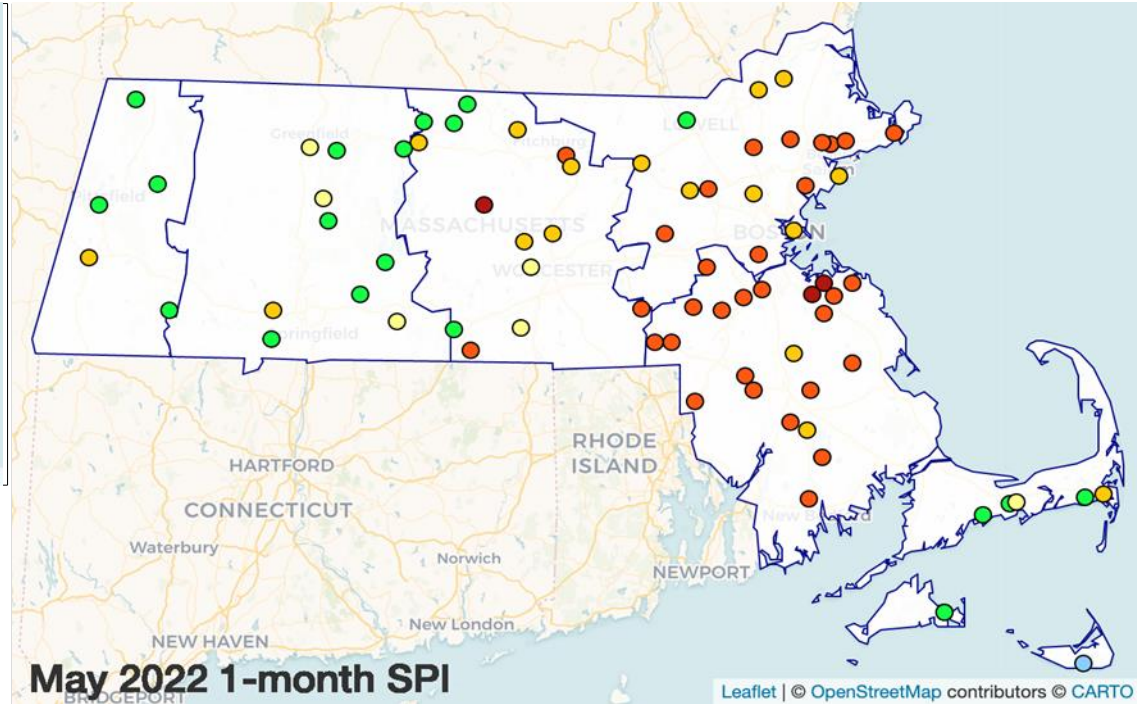 Greenfield
LOWELL
Fitchburg
Pittsfield
MASSACHUSETTS
BOSTON
WORCESTER
Springfield
RHODE
ISLAND
HARTFORD
CONNECTICUT
New Bedford
Waterbury
Norwich
NEWPORT
New London
NEW HAVEN
May 2022 1-month SPI
BRIDGEPORT
Leaflet | © OpenStreetMap contributors © CARTO